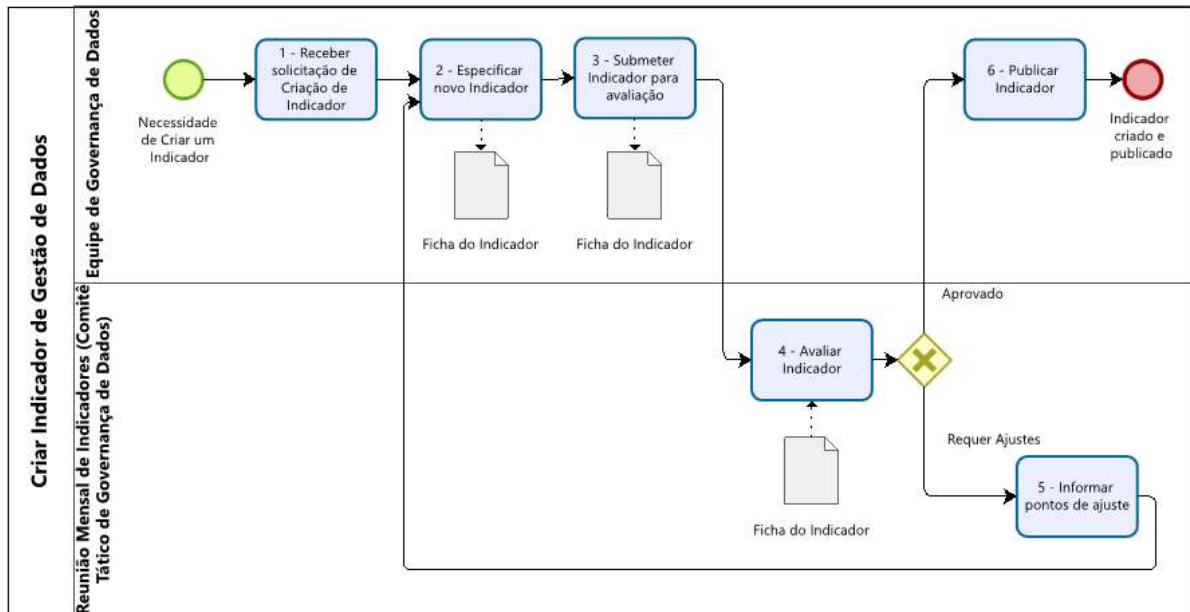 Criar Indicador de Gestão de Dados
Equipe de Governança de Dados
Necessidade
de Criar um
Indicador
1 - Receber
solicitação de
Criação de
Indicador
2 - Especificar
novo Indicador
Ficha do Indicador
3 - Submeter
Indicador para
avaliação
Ficha do Indicador
6 - Publicar
Indicador
Indicador
criado e
publicado
Reunião Mensal de Indicadores (Comitê
Tático de Governança de Dados)
4 - Avaliar
Indicador
Ficha do Indicador
Aprovado
Requer Ajustes
5 - Informar
pontos de ajuste